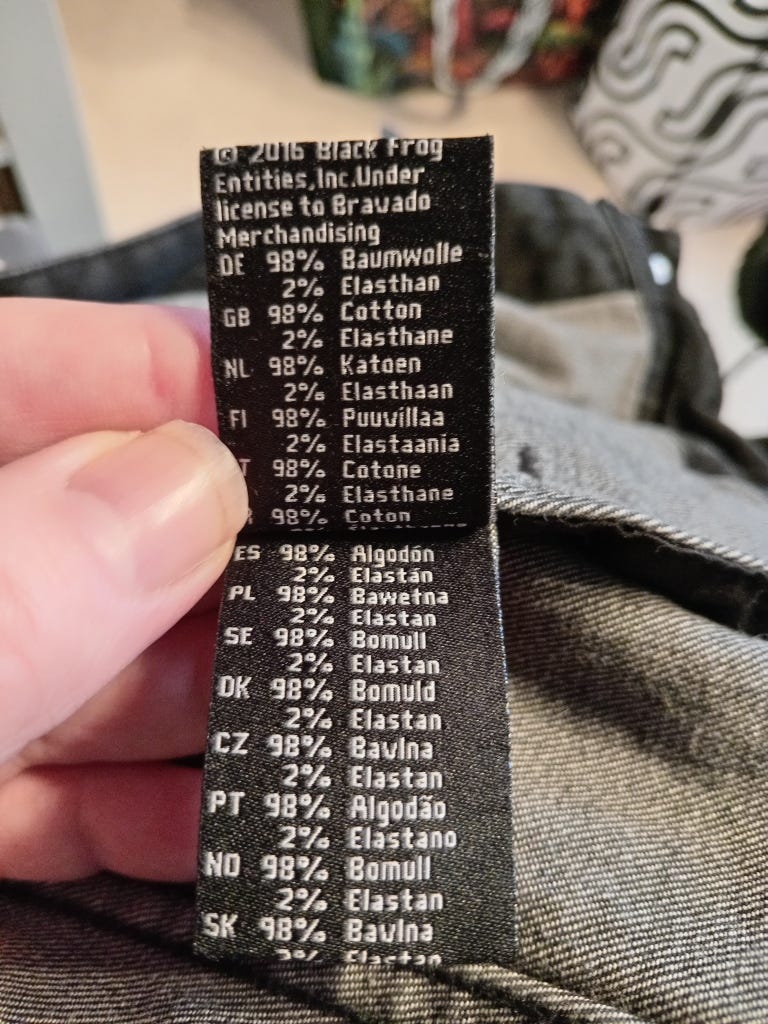 © 2016 Black Frog
Entities,Inc.Under
license to Bravado
Merchandising
DE 98% Baumwolle
2% Elasthan
GB 98% Cotton
2% Elasthane
NL 98% Katoen
2% Elasthaan
FI 98% Puuvillaa
2% Elastaania
98% Cotone
2% Elasthane
98% Coton
ES 98% Algodón
2% Elastán
PL 98% Bawełna
2% Elastan
SE 98% Bomull
2% Elastan
DK 98% Bomuld
2% Elastan
CZ 98% Bavlna
2% Elastan
PT 98% Algodão
2% Elastano
NO 98% Bomull
2% Elastan
SK 98% Bavlna
2% Elastan